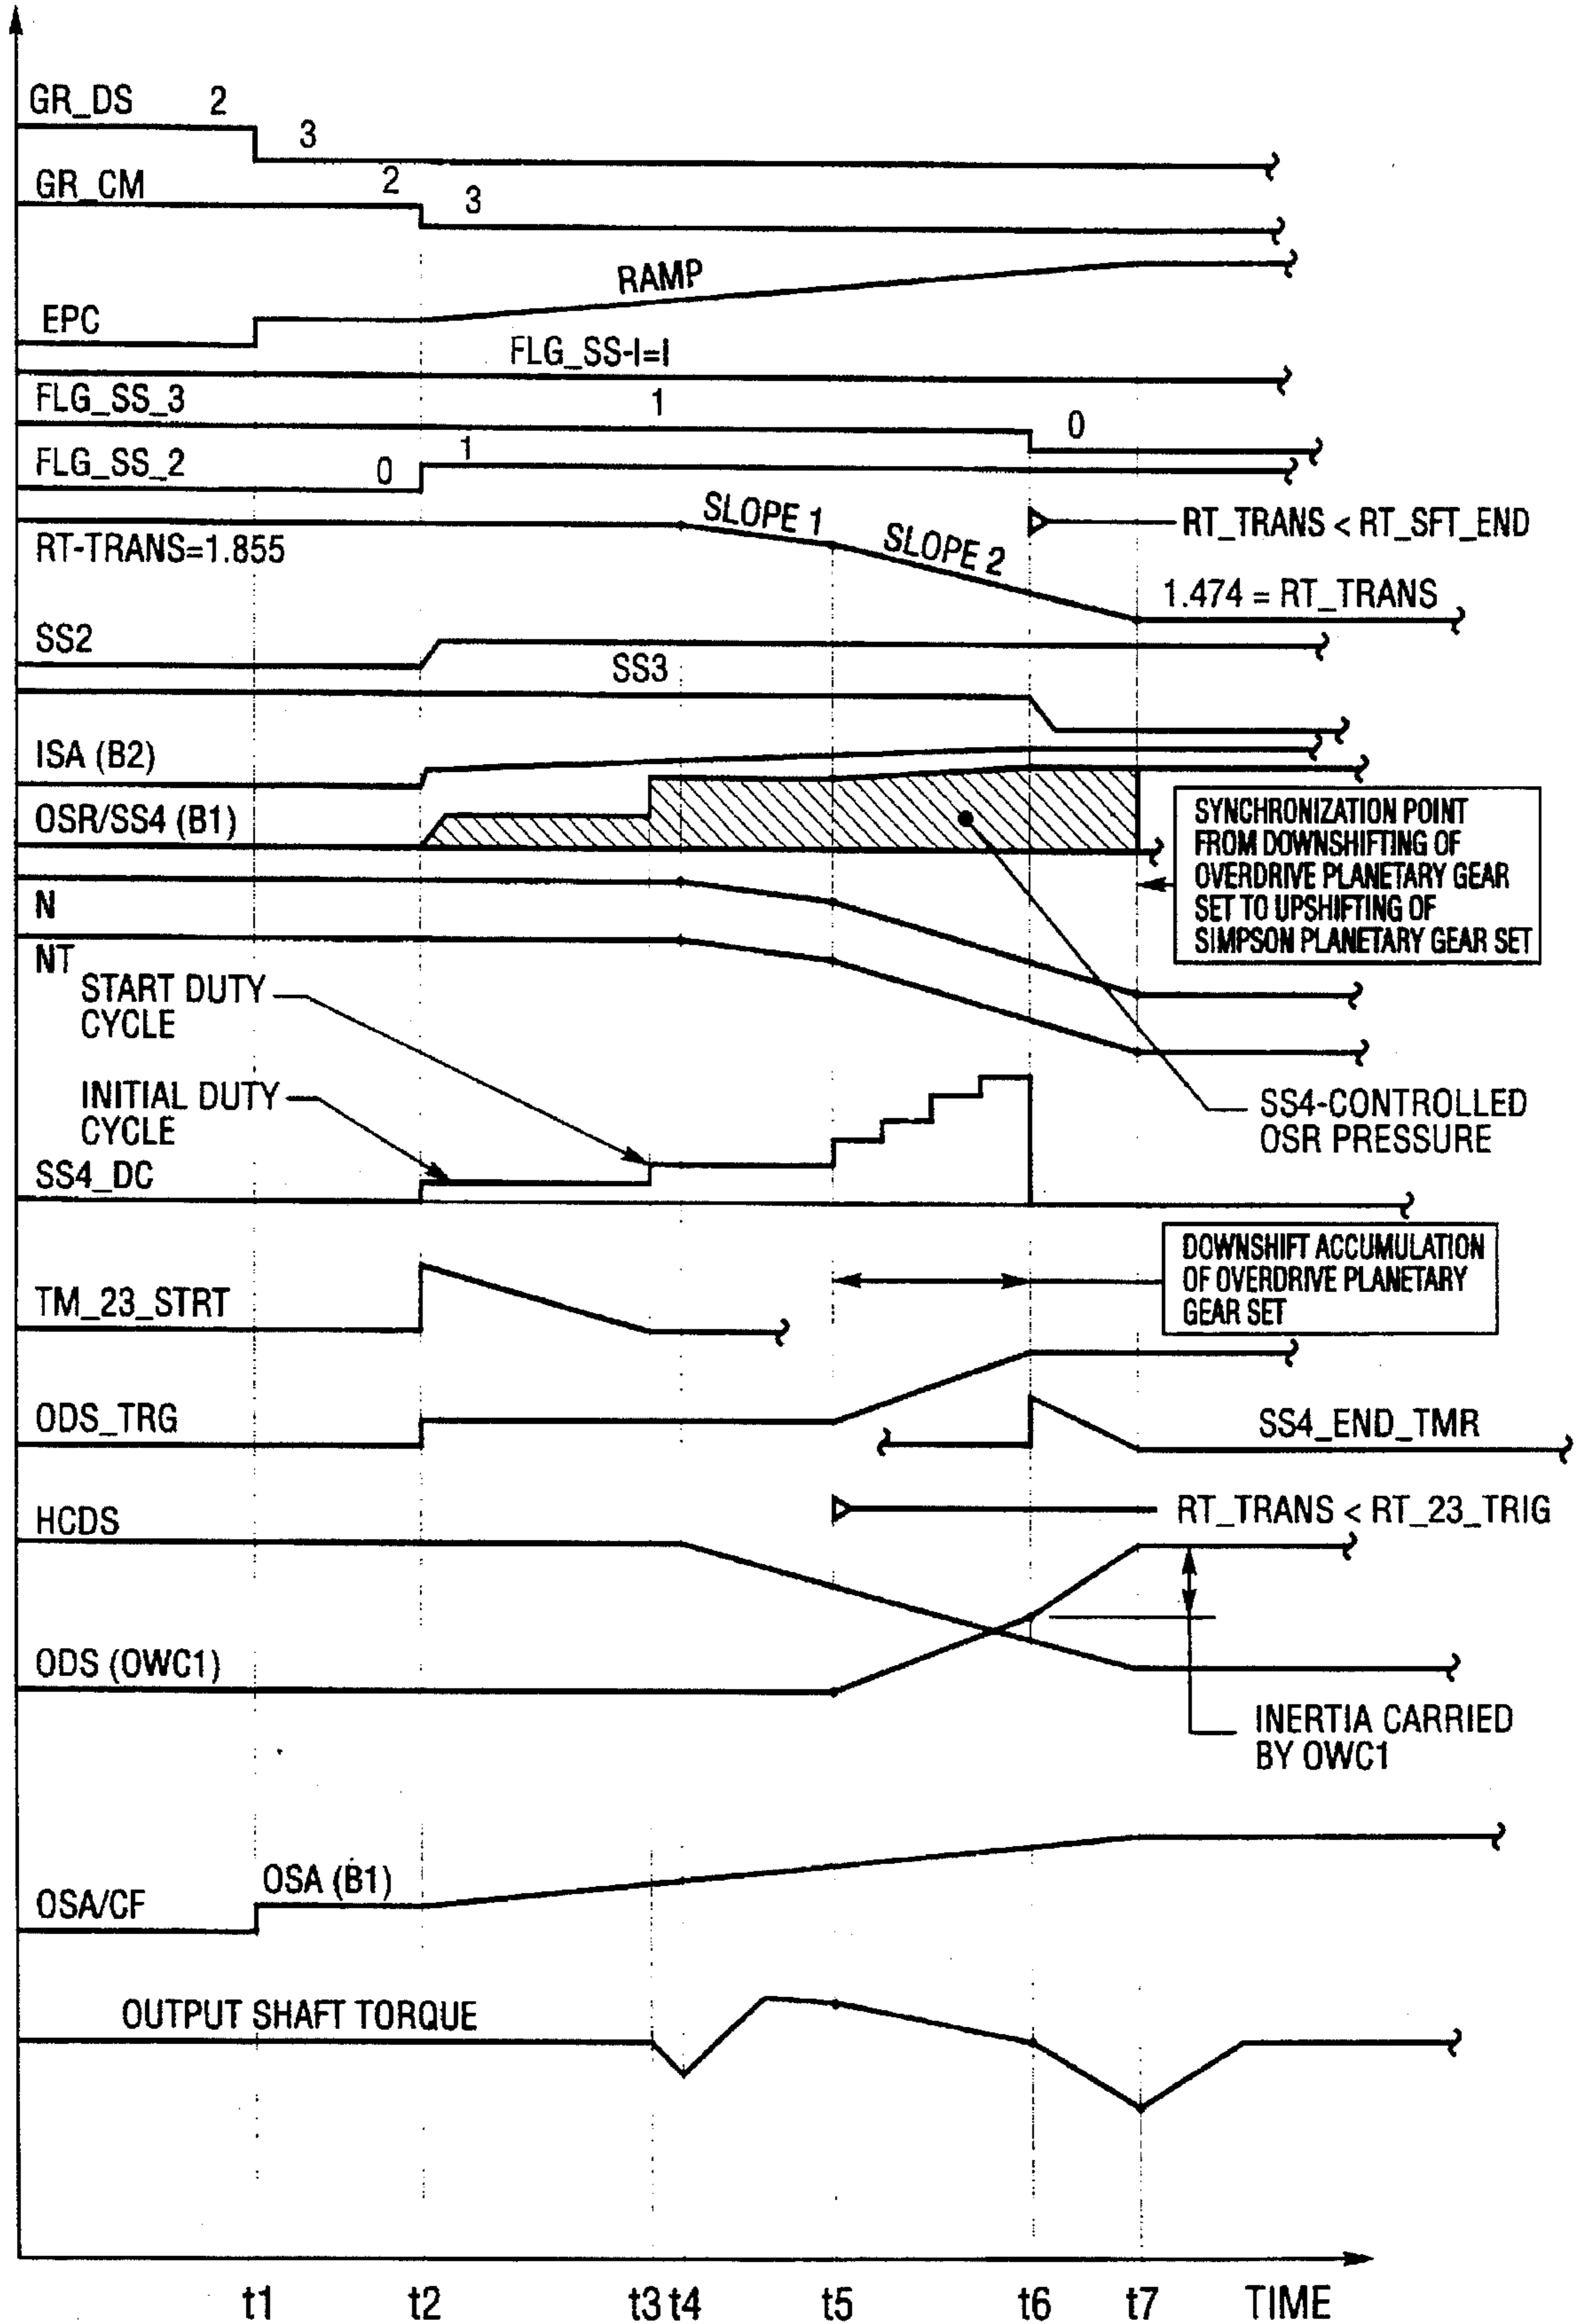 GR_DS 2
3
GR_CM 2
3
RAMP
EPC
FLG_SS-I=I
FLG_SS_3 1
0
FLG_SS_2 0 1
SLOPE 1
SLOPE 2
RT_TRANS < RT_SFT_END
RT-TRANS=1.855
1.474 = RT_TRANS
SS2
SS3
ISA (B2)
OSR/SS4 (B1)
SYNCHRONIZATION POINT
FROM DOWNSHIFTING OF
OVERDRIVE PLANETARY GEAR
SET TO UPSHIFTING OF
SIMPSON PLANETARY GEAR SET
N
NT
START DUTY
CYCLE
INITIAL DUTY
CYCLE
SS4-CONTROLLED
OSR PRESSURE
SS4_DC
DOWNSHIFT ACCUMULATION
OF OVERDRIVE PLANETARY
GEAR SET
TM_23_STRT
ODS_TRG
SS4_END_TMR
HCDS
RT_TRANS < RT_23_TRIG
ODS (OWC1)
INERTIA CARRIED
BY OWC1
OSA (B1)
OSA/CF
OUTPUT SHAFT TORQUE
t1 t2 t3 t4 t5 t6 t7 TIME